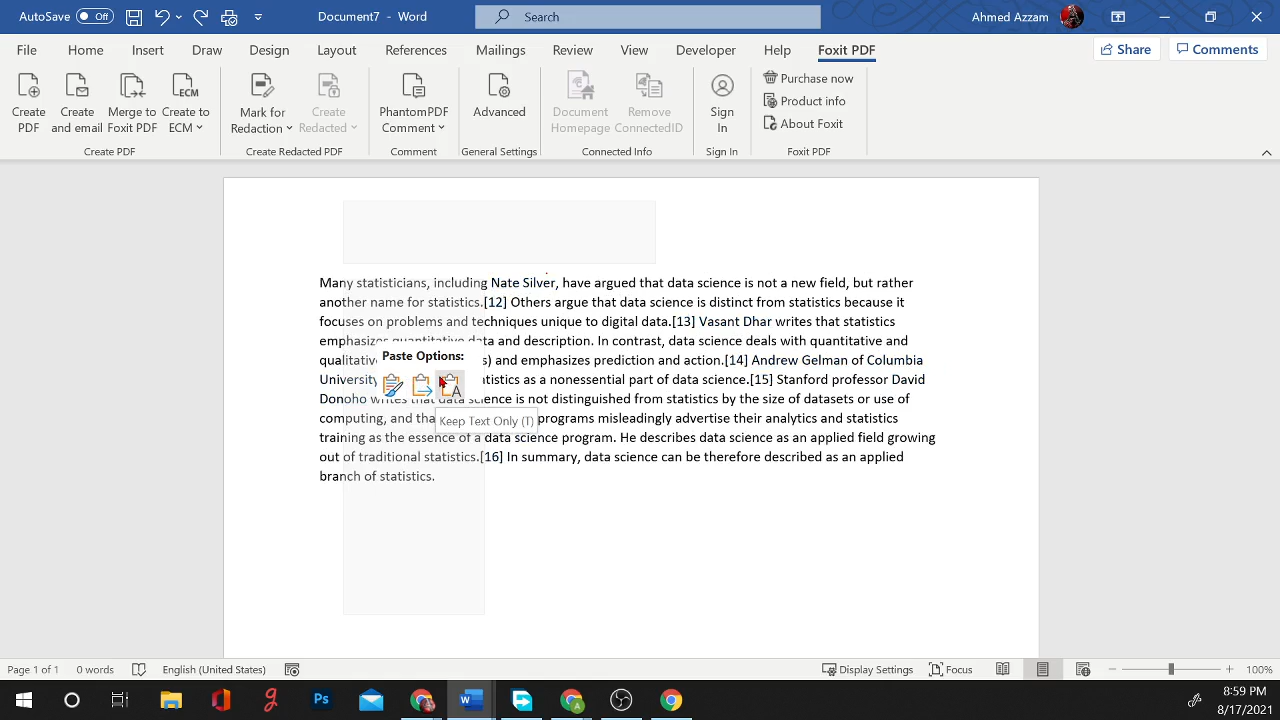 AutoSave Off Document7 - Word Search Ahmed Azzam
File Home Insert Draw Design Layout References Mailings Review View Developer Help Foxit PDF Share Comments
Create PDF
Create and email
Merge to Foxit PDF
Create to ECM
Mark for Redaction
Create Redacted
PhantomPDF Comment
Advanced
Document Homepage
Remove ConnectedID
Sign In
Purchase now
Product info
About Foxit
Create PDF Create Redacted PDF Comment General Settings Connected Info Sign In Foxit PDF
Many statisticians, including Nate Silver, have argued that data science is not a new field, but rather
another name for statistics.[12] Others argue that data science is distinct from statistics because it
focuses on problems and techniques unique to digital data.[13] Vasant Dhar writes that statistics
emphasizes quantitative data and description. In contrast, data science deals with quantitative and
qualitative s) and emphasizes prediction and action.[14] Andrew Gelman of Columbia
Paste Options:
University tistics as a nonessential part of data science.[15] Stanford professor David
Donoho writes that data science is not distinguished from statistics by the size of datasets or use of
computing, and tha programs misleadingly advertise their analytics and statistics
Keep Text Only (T)
training as the essence of a data science program. He describes data science as an applied field growing
out of traditional statistics.[16] In summary, data science can be therefore described as an applied
branch of statistics.
Page 1 of 1 0 words English (United States) Display Settings Focus 100%
Ps W 8:59 PM
8/17/2021